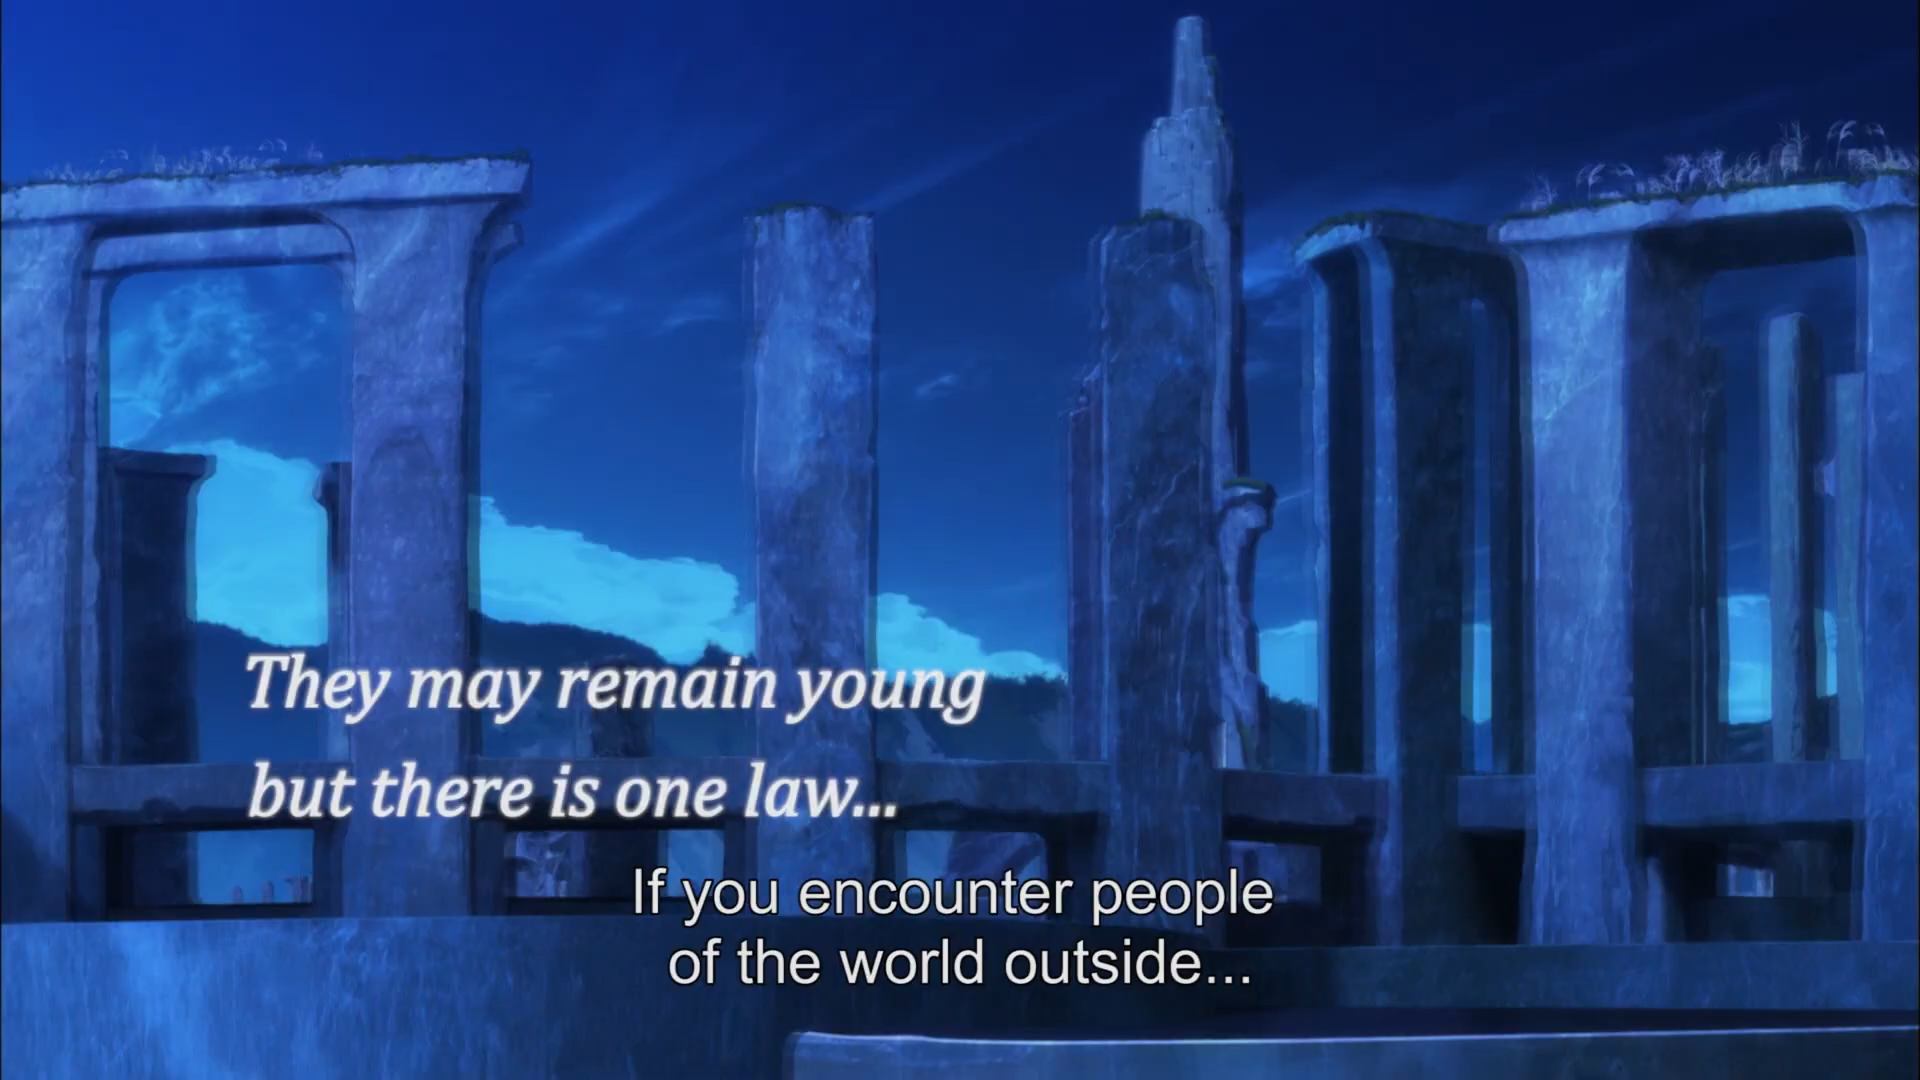 They may remain young
but there is one law...
If you encounter people
of the world outside...